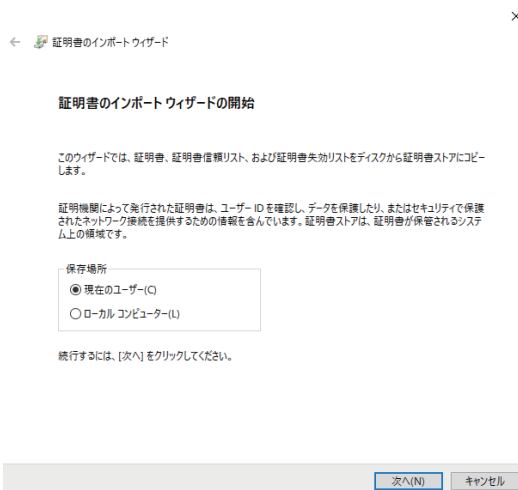 証明書のインポート ウィザード
証明書のインポート ウィザードの開始
このウィザードでは、証明書、証明書信頼リスト、および証明書失効リストをディスクから証明書ストアにコピー
します。
証明機関によって発行された証明書は、ユーザー ID を確認し、データを保護したり、またはセキュリティで保護
されたネットワーク接続を提供するための情報を含んでいます。証明書ストアは、証明書が保管されるシステ
ム上の領域です。
保存場所
現在のユーザー(C)
ローカル コンピューター(L)
続行するには、[次へ] をクリックしてください。
次へ(N) キャンセル